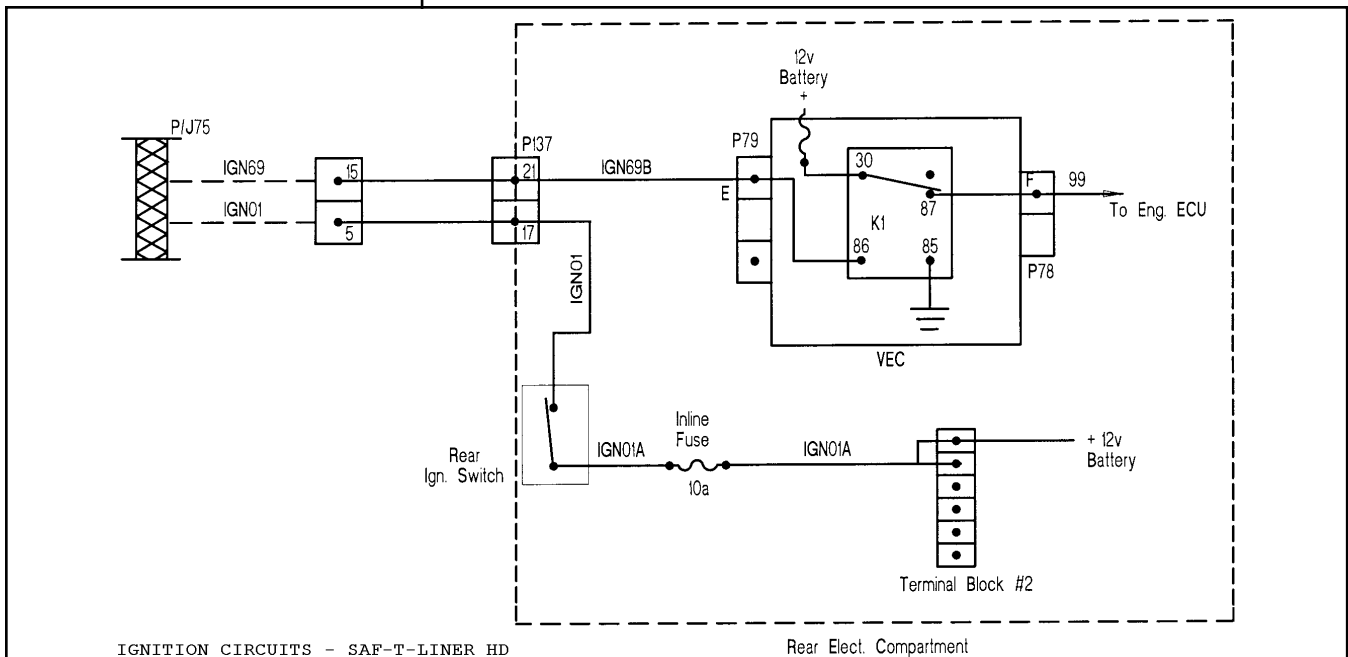 12v
Battery
+
P/J75
IGN69
IGN01
15
5
P137
21
17
IGN69B
P79
E
30
87
K1
86
85
F
99
To Eng. ECU
P78
VEC
IGN01
Rear
Ign. Switch
IGN01A
Inline
Fuse
10a
IGN01A
+ 12v
Battery
Terminal Block #2
IGNITION CIRCUITS - SAF-T-LINER HD
Rear Elect. Compartment